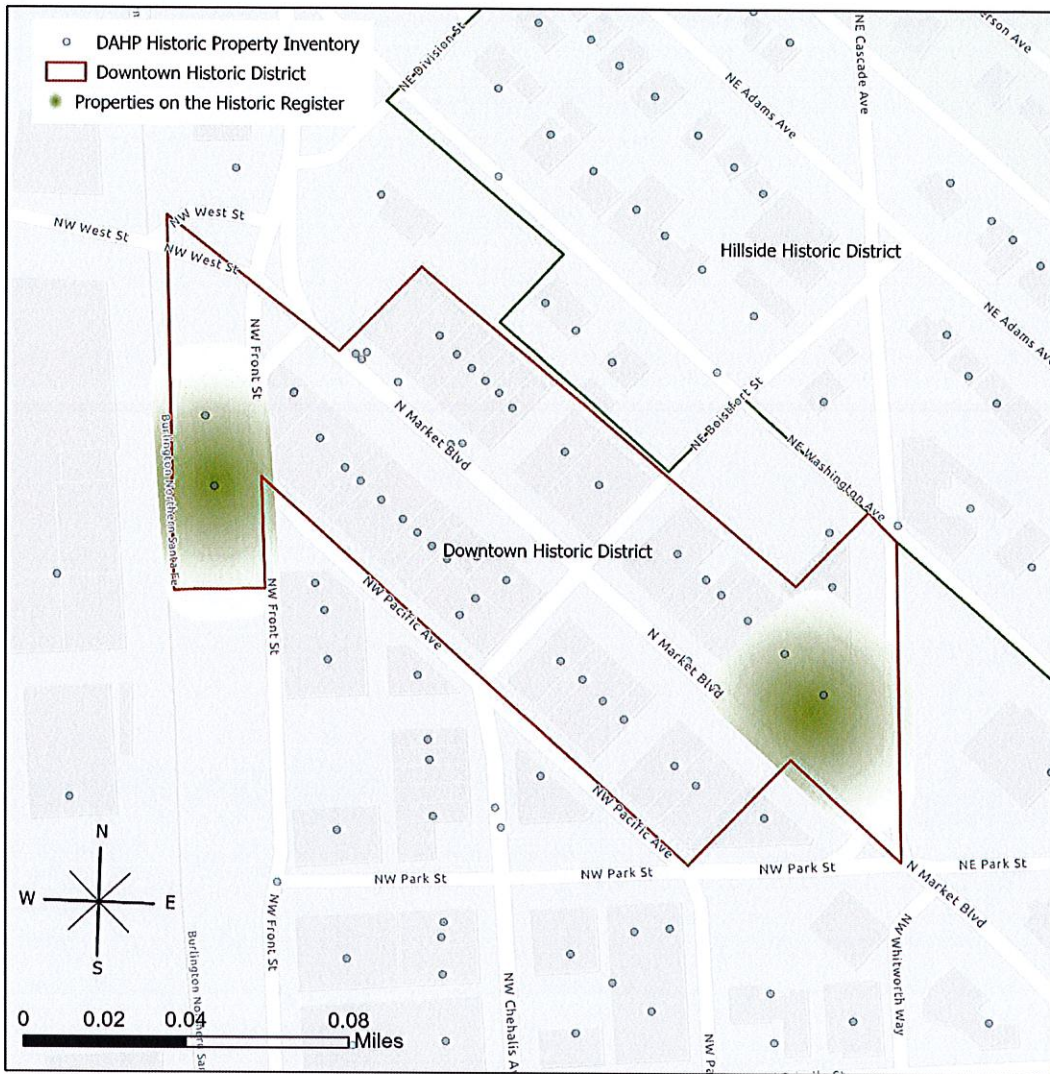 DAHP Historic Property Inventory
Downtown Historic District
Properties on the Historic Register
NE Division St
NE Cascade Ave
erson Ave
NE Adams Ave
NW West St
NW West St
NW West St
Hillside Historic District
NE Adams Ave
NW Front St
N Market Blvd
NE Boistfort St
NE Washington Ave
Burlington Northern Santa Fe
Downtown Historic District
NW Front St
NW Pacific Ave
N Market Blvd
NW Pacific Ave
NW Park St
NW Park St
NW Park St
NE Park St
N Market Blvd
NW Front St
NW Whitworth Way
Burlington Northern Sa
NW Chehalis A
NW Pa
N
W E
S
0 0.02 0.04 0.08
Miles